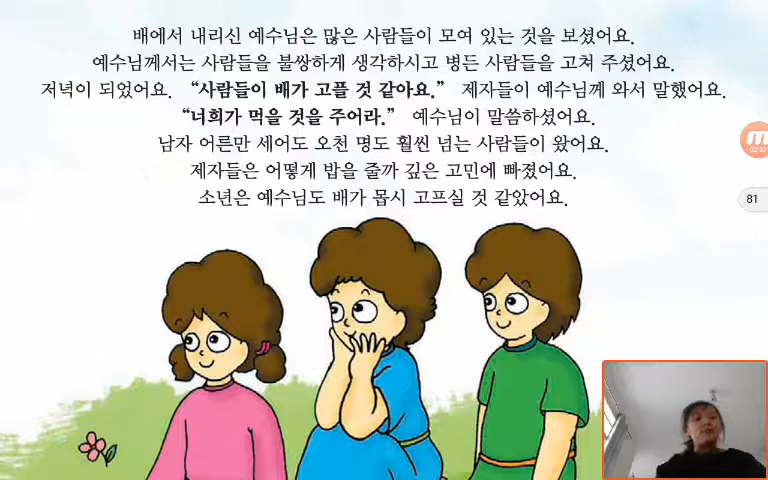 배에서 내리신 예수님은 많은 사람들이 모여 있는 것을 보셨어요.
예수님께서는 사람들을 불쌍하게 생각하시고 병든 사람들을 고쳐 주셨어요.
저녁이 되었어요. “사람들이 배가 고플 것 같아요.” 제자들이 예수님께 와서 말했어요.
“너희가 먹을 것을 주어라.” 예수님이 말씀하셨어요.
남자 어른만 세어도 오천 명도 훨씬 넘는 사람들이 왔어요.
제자들은 어떻게 밥을 줄까 깊은 고민에 빠졌어요.
소년은 예수님도 배가 몹시 고프실 것 같았어요.
81